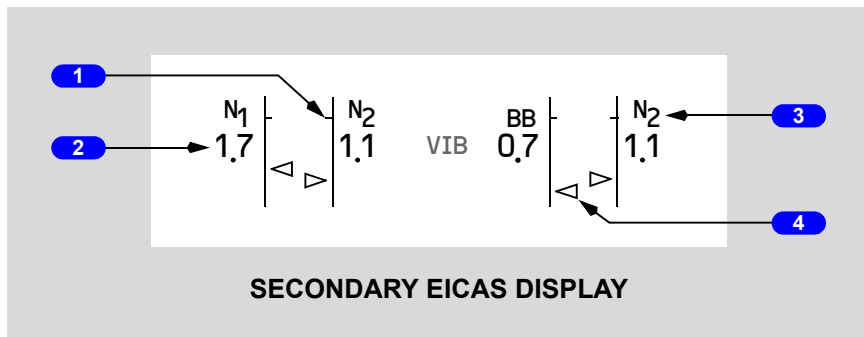 1
N1 N2 BB N2 3
2 1.7 1.1 VIB 0.7 1.1
4
SECONDARY EICAS DISPLAY